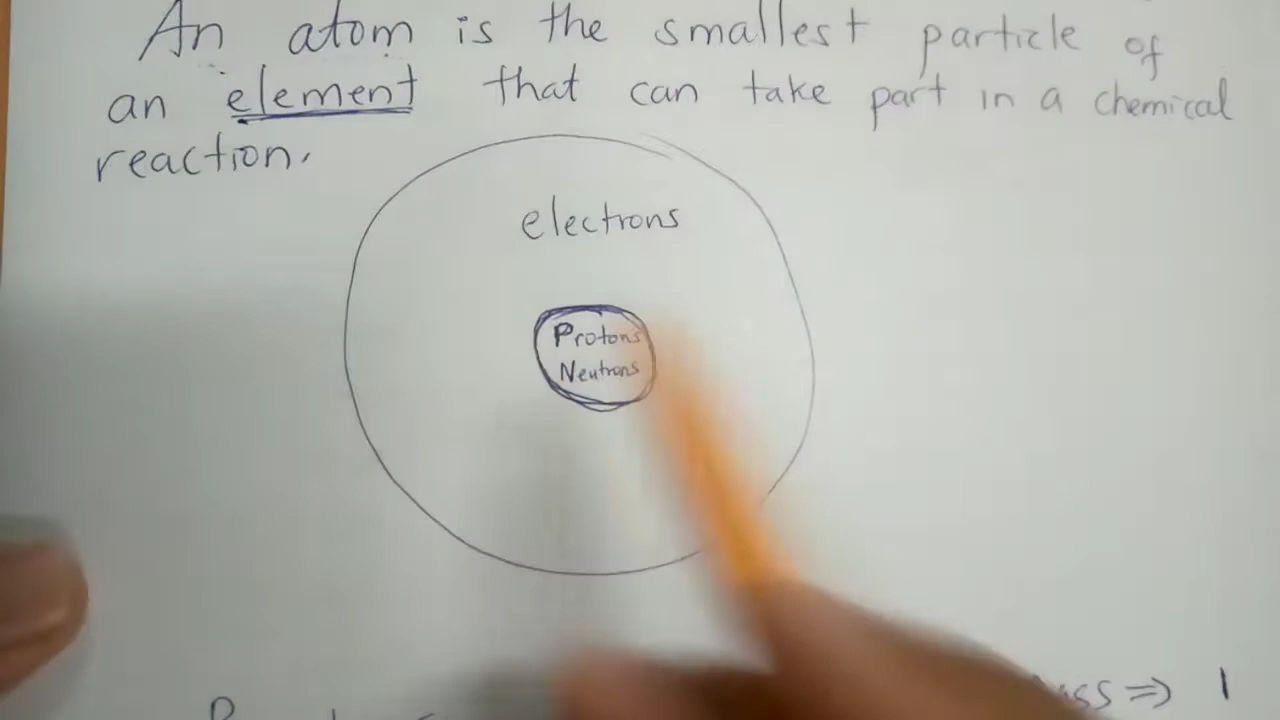 An atom is the smallest particle of
an element that can take part in a chemical
reaction.
electrons
Protons
Neutrons
⇒ 1